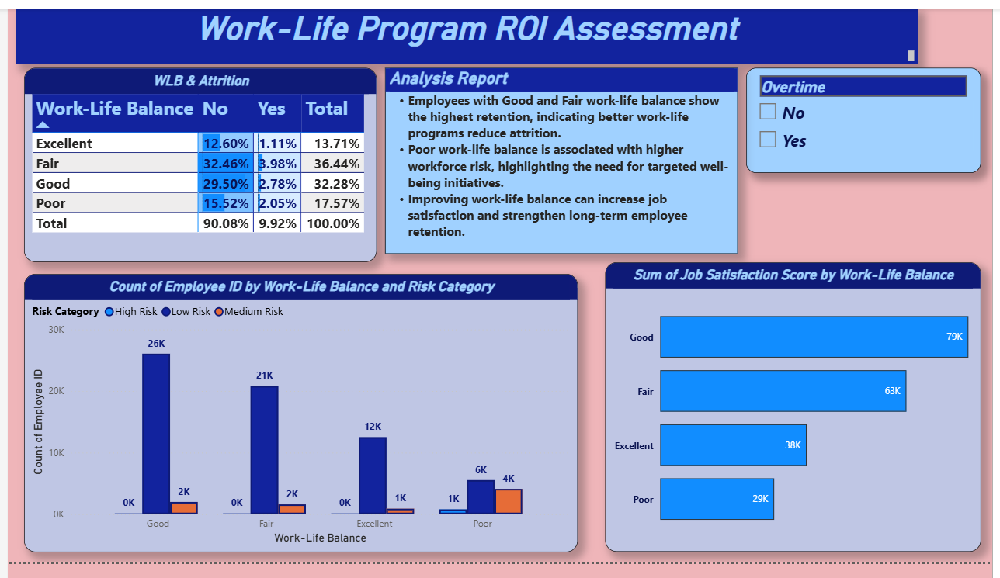 Work-Life Program ROI Assessment
WLB & Attrition
Work-Life Balance No Yes Total
Excellent 12.60% 1.11% 13.71%
Fair 32.46% 3.98% 36.44%
Good 29.50% 2.78% 32.28%
Poor 15.52% 2.05% 17.57%
Total 90.08% 9.92% 100.00%
Analysis Report
• Employees with Good and Fair work-life balance show
the highest retention, indicating better work-life
programs reduce attrition.
• Poor work-life balance is associated with higher
workforce risk, highlighting the need for targeted well-
being initiatives.
• Improving work-life balance can increase job
satisfaction and strengthen long-term employee
retention.
Overtime
No
Yes
Count of Employee ID by Work-Life Balance and Risk Category
Risk Category High Risk Low Risk Medium Risk
Count of Employee ID
30K
20K
10K
0K
0K 26K 2K
0K 21K 2K
0K 12K 1K
1K 6K 4K
Good Fair Excellent Poor
Work-Life Balance
Sum of Job Satisfaction Score by Work-Life Balance
Good 79K
Fair 63K
Excellent 38K
Poor 29K